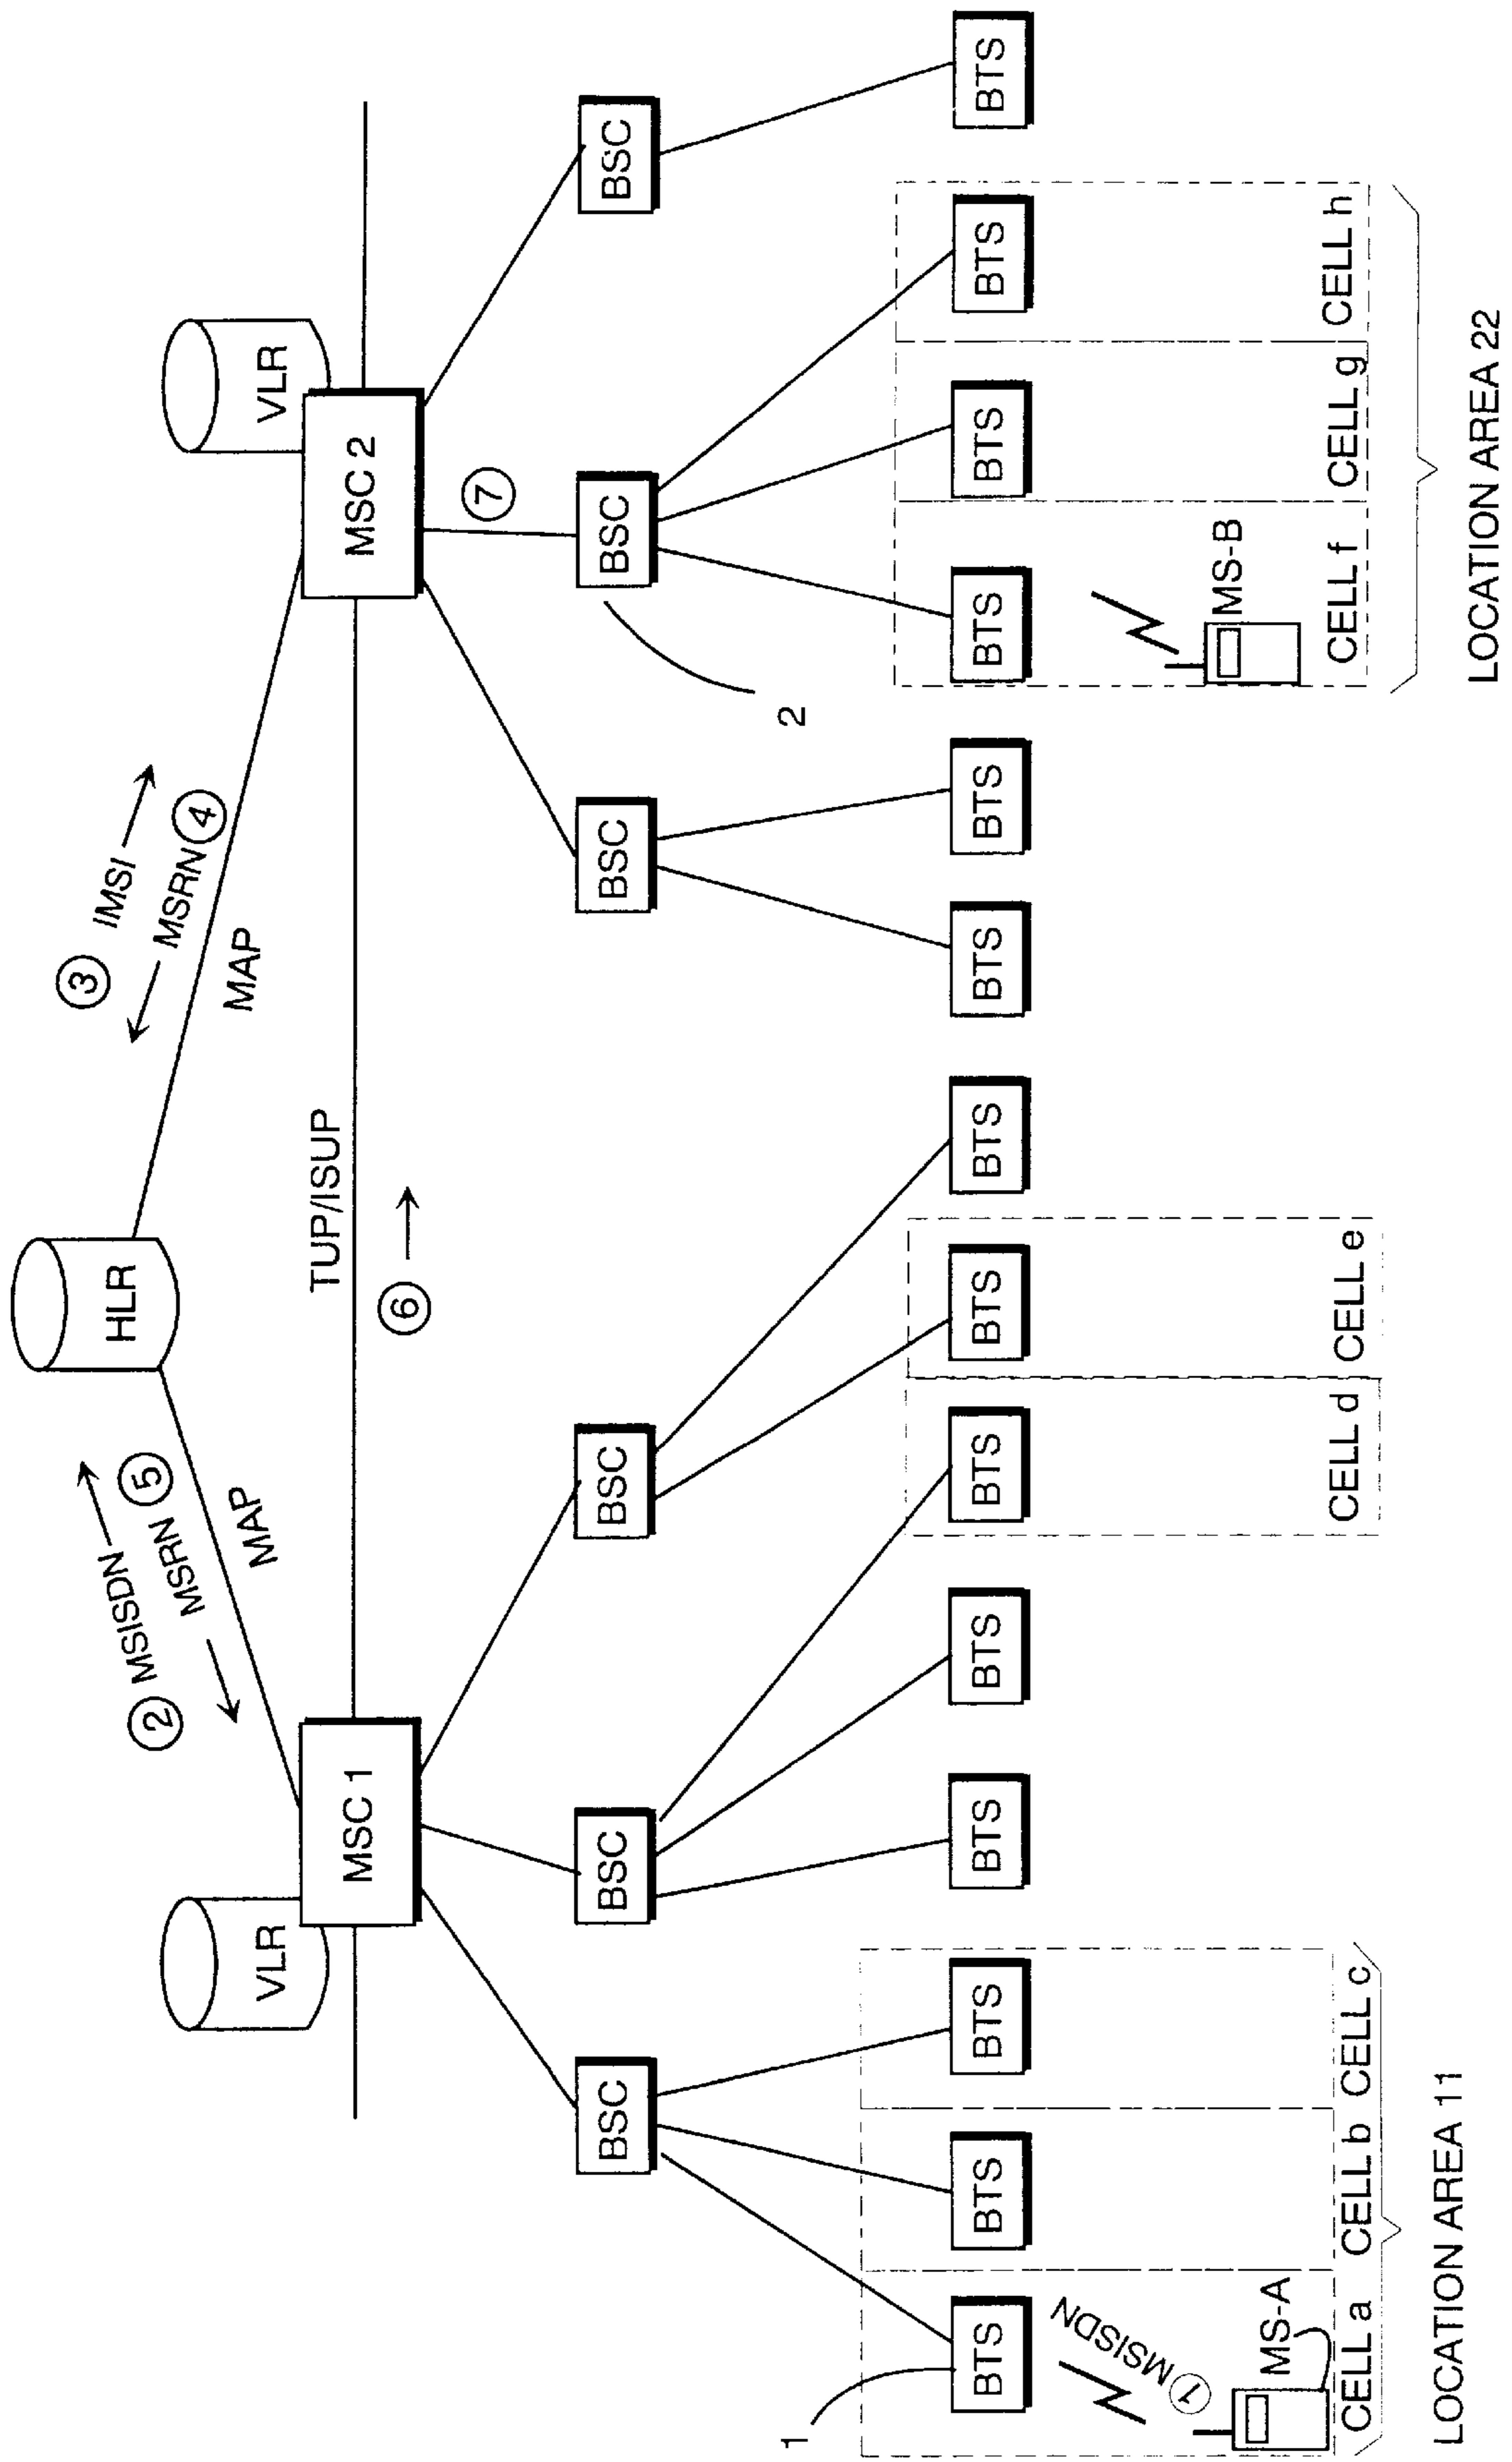 HLR
② MSISDN
MSRN ⑤
MAP
③ IMSI
MSRN ④
MAP
VLR
MSC 1
TUP/ISUP
⑥
MSC 2
VLR
⑦
BSC
BSC
BSC
BSC
BSC
BSC
2
1
BTS
BTS
BTS
BTS
BTS
BTS
BTS
BTS
BTS
BTS
BTS
BTS
BTS
BTS
① MSISDN
MS-A
MS-B
CELL a
CELL b
CELL c
CELL d
CELL e
CELL f
CELL g
CELL h
LOCATION AREA 11
LOCATION AREA 22